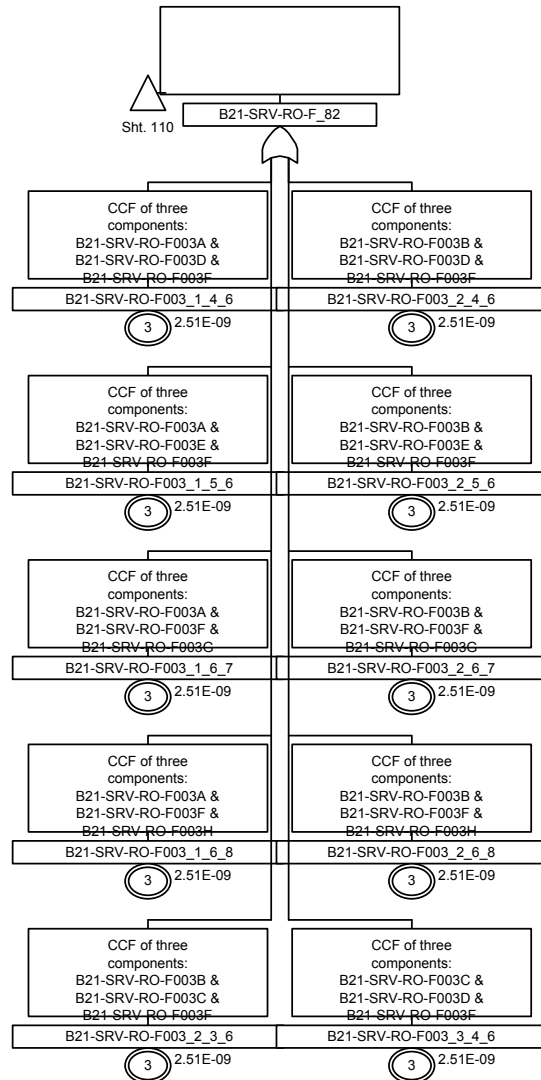 B21-SRV-RO-F_82
Sht. 110
CCF of three
components:
B21-SRV-RO-F003A &
B21-SRV-RO-F003D &
B21-SRV-RO-F003F
B21-SRV-RO-F003_1_4_6
3
2.51E-09
CCF of three
components:
B21-SRV-RO-F003B &
B21-SRV-RO-F003D &
B21-SRV-RO-F003F
B21-SRV-RO-F003_2_4_6
3
2.51E-09
CCF of three
components:
B21-SRV-RO-F003A &
B21-SRV-RO-F003E &
B21-SRV-RO-F003F
B21-SRV-RO-F003_1_5_6
3
2.51E-09
CCF of three
components:
B21-SRV-RO-F003B &
B21-SRV-RO-F003E &
B21-SRV-RO-F003F
B21-SRV-RO-F003_2_5_6
3
2.51E-09
CCF of three
components:
B21-SRV-RO-F003A &
B21-SRV-RO-F003F &
B21-SRV-RO-F003G
B21-SRV-RO-F003_1_6_7
3
2.51E-09
CCF of three
components:
B21-SRV-RO-F003B &
B21-SRV-RO-F003F &
B21-SRV-RO-F003G
B21-SRV-RO-F003_2_6_7
3
2.51E-09
CCF of three
components:
B21-SRV-RO-F003A &
B21-SRV-RO-F003F &
B21-SRV-RO-F003H
B21-SRV-RO-F003_1_6_8
3
2.51E-09
CCF of three
components:
B21-SRV-RO-F003B &
B21-SRV-RO-F003F &
B21-SRV-RO-F003H
B21-SRV-RO-F003_2_6_8
3
2.51E-09
CCF of three
components:
B21-SRV-RO-F003B &
B21-SRV-RO-F003C &
B21-SRV-RO-F003F
B21-SRV-RO-F003_2_3_6
3
2.51E-09
CCF of three
components:
B21-SRV-RO-F003C &
B21-SRV-RO-F003D &
B21-SRV-RO-F003F
B21-SRV-RO-F003_3_4_6
3
2.51E-09